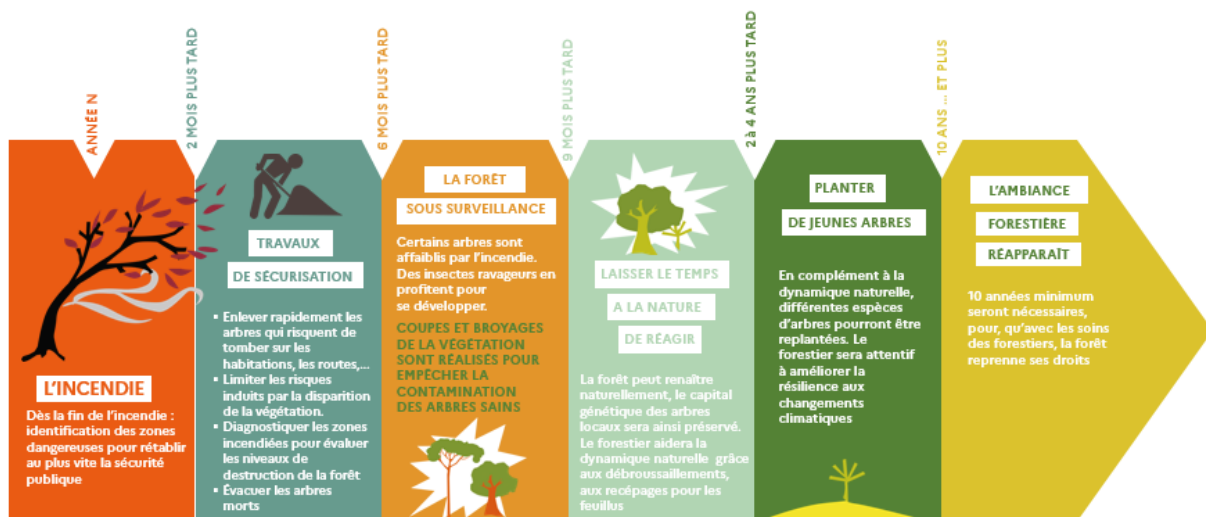 ANNÉE N
L'INCENDIE
Dès la fin de l'incendie :
identification des zones
dangereuses pour rétablir
au plus vite la sécurité
publique
2 MOIS PLUS TARD
TRAVAUX
DE SÉCURISATION
▪ Enlever rapidement les
arbres qui risquent de
tomber sur les
habitations, les routes,...
▪ Limiter les risques
induits par la disparition
de la végétation.
▪ Diagnostiquer les zones
incendiées pour évaluer
les niveaux de
destruction de la forêt
▪ Évacuer les arbres
morts
6 MOIS PLUS TARD
LA FORÊT
SOUS SURVEILLANCE
Certains arbres sont
affaiblis par l'incendie.
Des insectes ravageurs en
profitent pour
se développer.
COUPES ET BROYAGES
DE LA VÉGÉTATION
SONT RÉALISÉS POUR
EMPÊCHER LA
CONTAMINATION
DES ARBRES SAINS
9 MOIS PLUS TARD
LAISSER LE TEMPS
A LA NATURE
DE RÉAGIR
La forêt peut renaître
naturellement, le capital
génétique des arbres
locaux sera ainsi préservé.
Le forestier aidera la
dynamique naturelle grâce
aux débroussaillements,
aux recépages pour les
feuillus
2 à 4 ANS PLUS TARD
PLANTER
DE JEUNES ARBRES
En complément à la
dynamique naturelle,
différentes espèces
d'arbres pourront être
replantées. Le
forestier sera attentif
à améliorer la
résilience aux
changements
climatiques
10 ANS ... ET PLUS
L'AMBIANCE
FORESTIÈRE
RÉAPPARAÎT
10 années minimum
seront nécessaires,
pour, qu'avec les soins
des forestiers, la forêt
reprenne ses droits